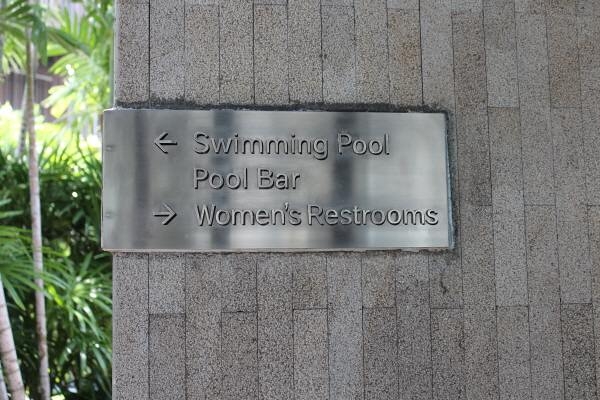 ← Swimming Pool
Pool Bar
→ Women's Restrooms